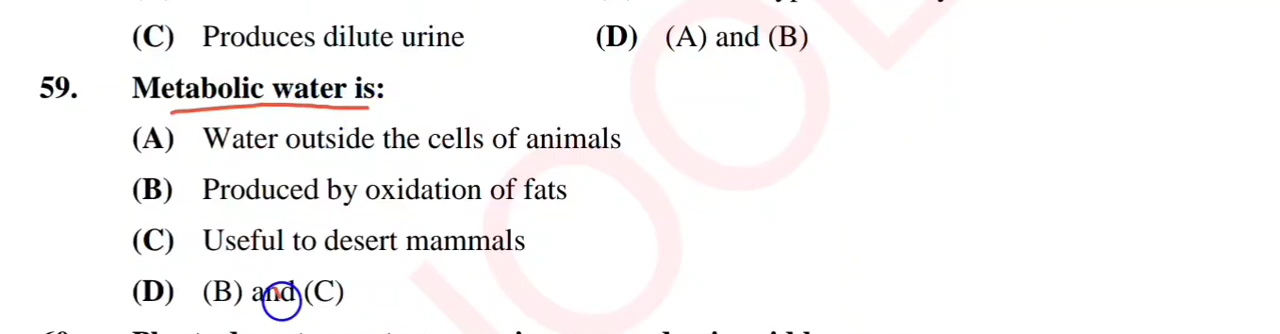 (C) Produces dilute urine (D) (A) and (B)
59. Metabolic water is:
(A) Water outside the cells of animals
(B) Produced by oxidation of fats
(C) Useful to desert mammals
(D) (B) and (C)